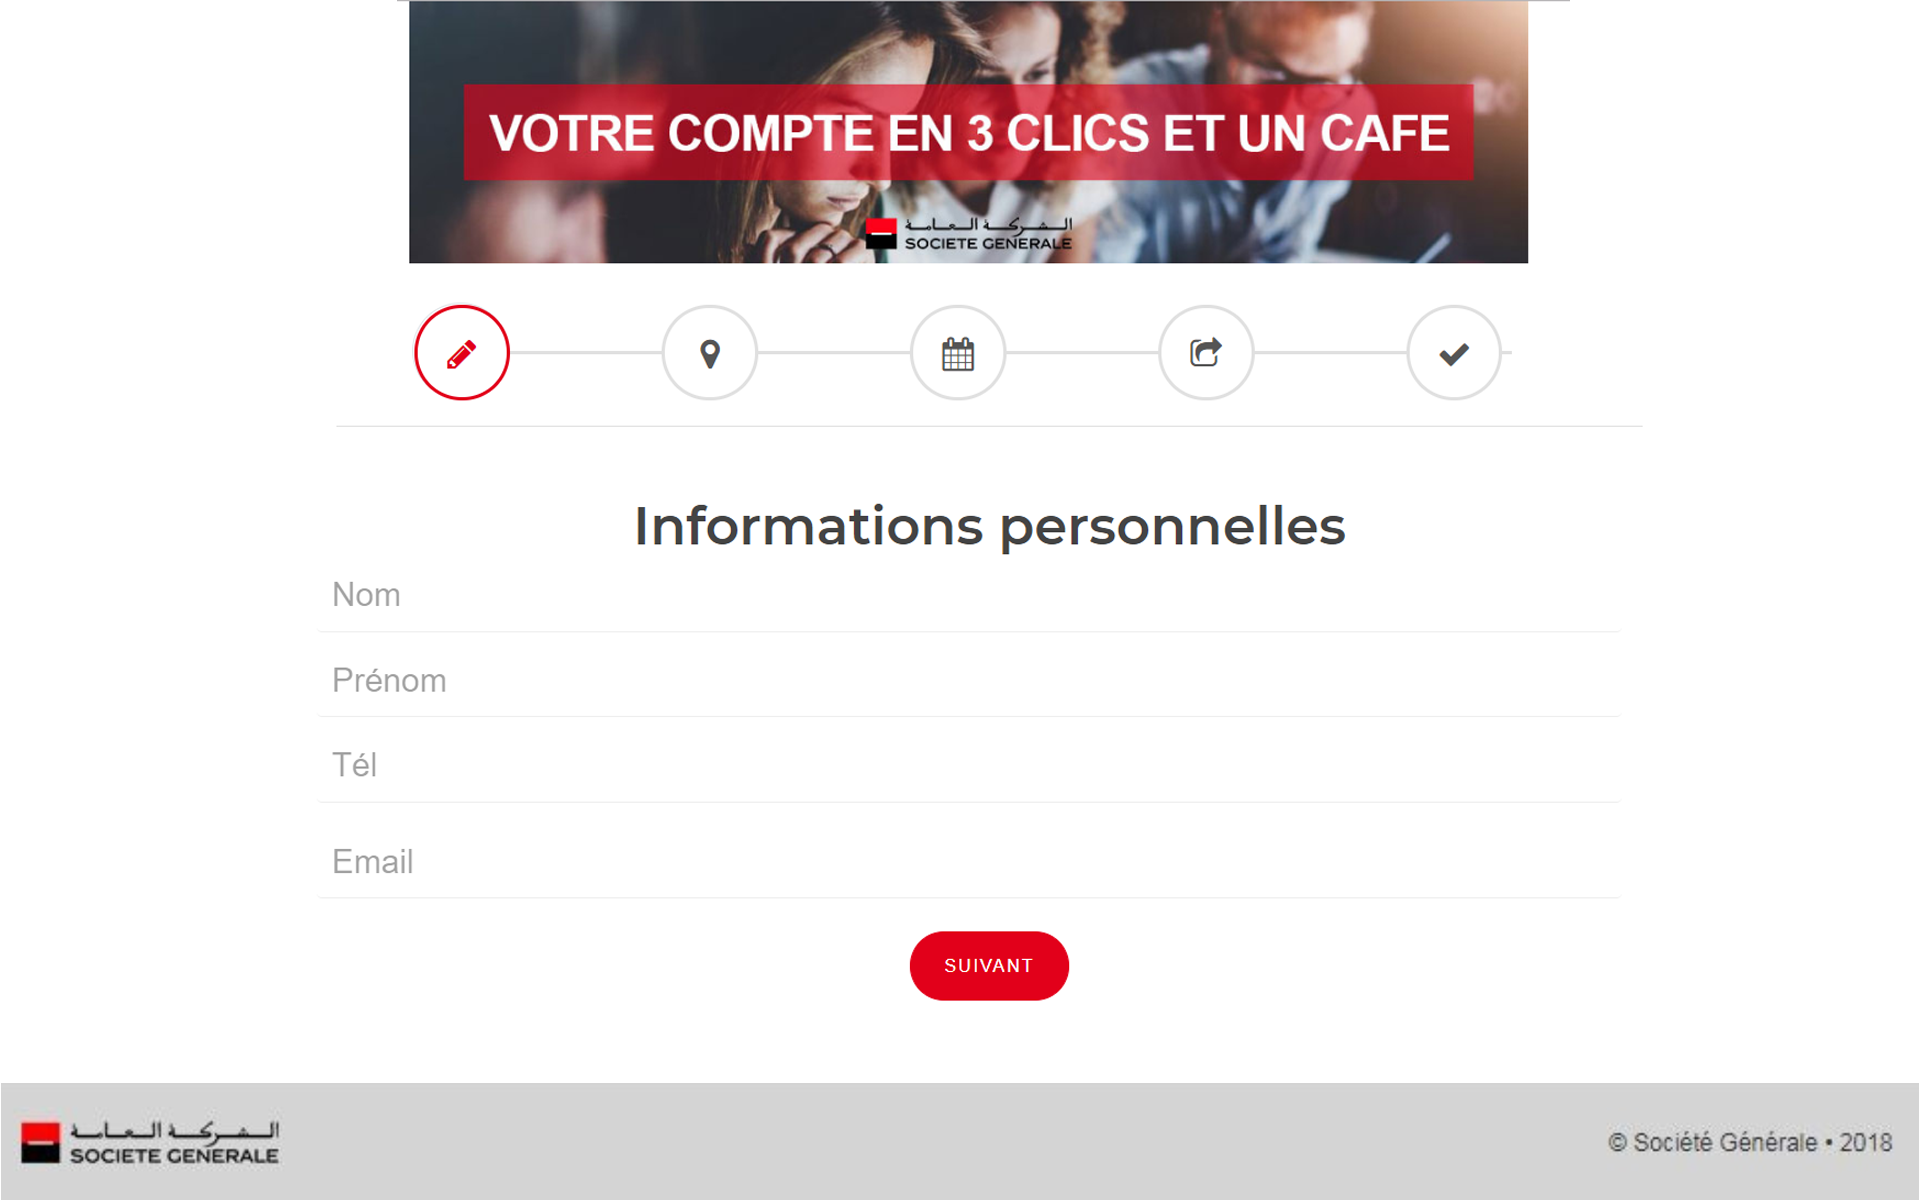 VOTRE COMPTE EN 3 CLICS ET UN CAFE
الشركة العامة
SOCIETE GENERALE
Informations personnelles
Nom
Prénom
Tél
Email
SUIVANT
الشركة العامة
SOCIETE GENERALE
© Société Générale • 2018